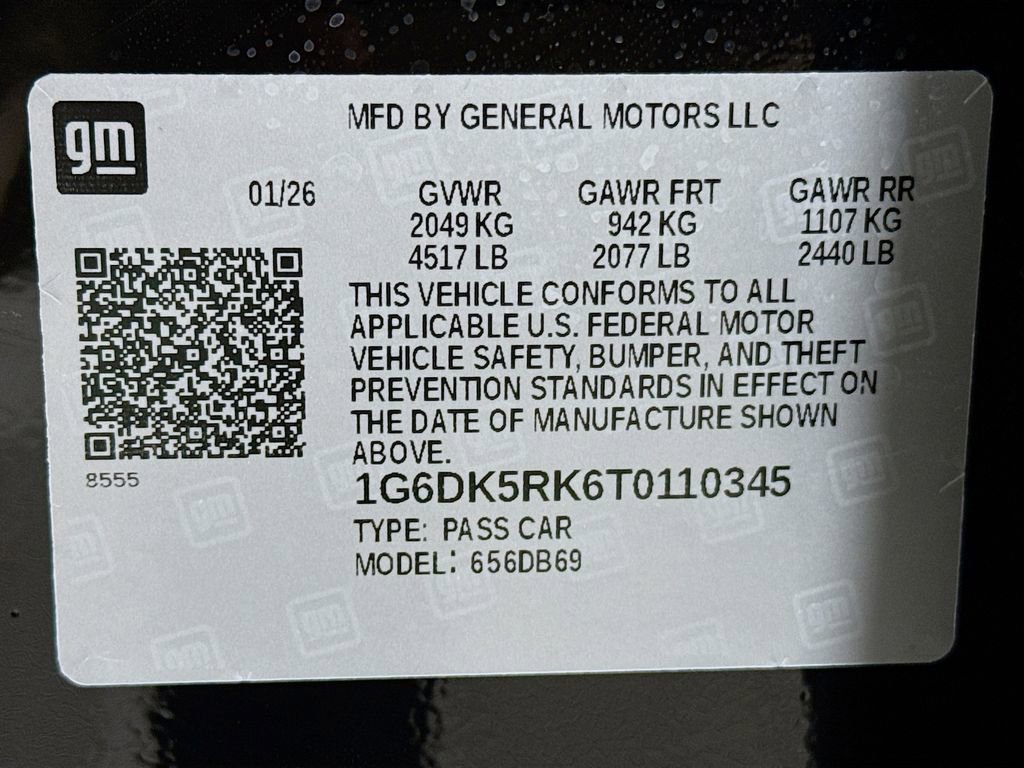 gm
MFD BY GENERAL MOTORS LLC
01/26 GVWR GAWR FRT GAWR RR
2049 KG 942 KG 1107 KG
4517 LB 2077 LB 2440 LB
THIS VEHICLE CONFORMS TO ALL
APPLICABLE U.S. FEDERAL MOTOR
VEHICLE SAFETY, BUMPER, AND THEFT
PREVENTION STANDARDS IN EFFECT ON
THE DATE OF MANUFACTURE SHOWN
ABOVE.
8555
1G6DK5RK6T0110345
TYPE: PASS CAR
MODEL: 656DB69